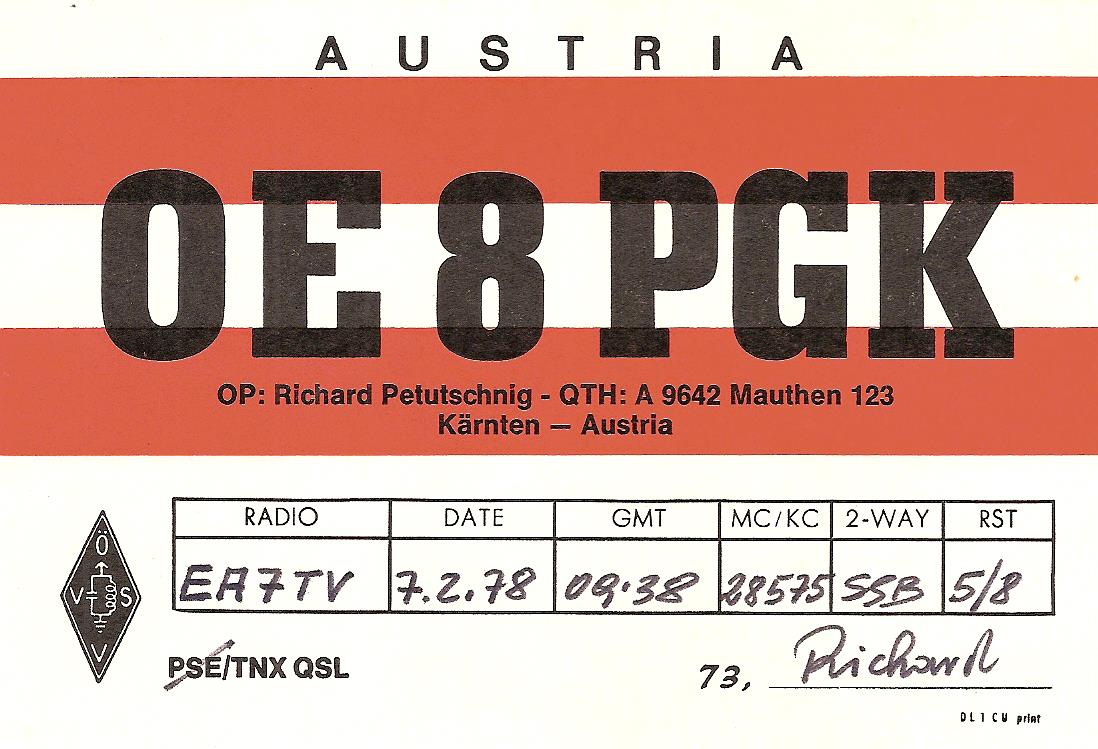 AUSTRIA
OE 8 PGK
OP: Richard Petutschnig - QTH: A 9642 Mauthen 123
Kärnten — Austria
RADIO DATE GMT MC/KC 2-WAY RST
EA7TV 7.2.78 09·38 28575 SSB 5/8
Ö
V S
V
PSE/TNX QSL
73, Richard
DL1CU print